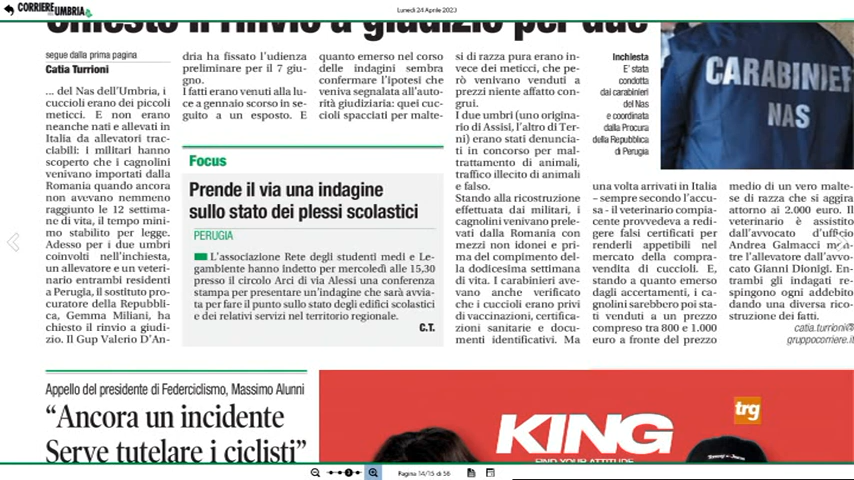 CORRIERE
dell'UMBRIA
Lunedì 24 Aprile 2023
chiesto il rinvio a giudizio per due
segue dalla prima pagina
Catia Turrioni
... del Nas dell'Umbria, i
cuccioli erano dei piccoli
meticci. E non erano
neanche nati e allevati in
Italia da allevatori trac-
ciabili: i militari hanno
scoperto che i cagnolini
venivano importati dalla
Romania quando ancora
non avevano nemmeno
raggiunto le 12 settima-
ne di vita, il tempo mini-
mo stabilito per legge.
Adesso per i due umbri
coinvolti nell'inchiesta,
un allevatore e un veteri-
nario entrambi residenti
a Perugia, il sostituto pro-
curatore della Repubbli-
ca, Gemma Miliani, ha
chiesto il rinvio a giudi-
zio. Il Gup Valerio D'An-
dria ha fissato l'udienza
preliminare per il 7 giu-
gno.
I fatti erano venuti alla lu-
ce a gennaio scorso in se-
guito a un esposto. E
quanto emerso nel corso
delle indagini sembra
confermare l'ipotesi che
veniva segnalata all'auto-
rità giudiziaria: quei cuc-
cioli spacciati per malte-
si di razza pura erano in-
vece dei meticci, che pe-
rò venivano venduti a
prezzi niente affatto con-
grui.
I due umbri (uno origina-
rio di Assisi, l'altro di Ter-
ni) erano stati denuncia-
ti in concorso per mal-
trattamento di animali,
traffico illecito di animali
e falso.
Stando alla ricostruzione
effettuata dai militari, i
cagnolini venivano prele-
vati dalla Romania con
mezzi non idonei e pri-
ma del compimento del-
la dodicesima settimana
di vita. I carabinieri ave-
vano anche verificato
che i cuccioli erano privi
di vaccinazioni, certifica-
zioni sanitarie e docu-
menti identificativi. Ma
una volta arrivati in Italia
– sempre secondo l'accu-
sa - il veterinario compia-
cente provvedeva a redi-
gere falsi certificati per
renderli appetibili nel
mercato della compra-
vendita di cuccioli. E,
stando a quanto emerso
dagli accertamenti, i ca-
gnolini sarebbero poi sta-
ti venduti a un prezzo
compreso tra 800 e 1.000
euro a fronte del prezzo
medio di un vero malte-
se di razza che si aggira
attorno ai 2.000 euro. Il
veterinario è assistito
dall'avvocato d'ufficio
Andrea Galmacci men-
tre l'allevatore dall'avvo-
cato Gianni Dionigi. En-
trambi gli indagati re-
spingono ogni addebito
dando una diversa rico-
struzione dei fatti.
catia.turrioni@
gruppocorriere.it
Inchiesta
E' stata
condotta
dai carabinieri
del Nas
e coordinata
dalla Procura
della Repubblica
di Perugia
CARABINIERI
NAS
Focus
Prende il via una indagine
sullo stato dei plessi scolastici
PERUGIA
L'associazione Rete degli studenti medi e Le-
gambiente hanno indetto per mercoledì alle 15,30
presso il circolo Arci di via Alessi una conferenza
stampa per presentare un'indagine che sarà avvia-
ta per fare il punto sullo stato degli edifici scolastici
e dei relativi servizi nel territorio regionale.
C.T.
Appello del presidente di Federciclismo, Massimo Alunni
“Ancora un incidente
Serve tutelare i ciclisti”
KING
FIND YOUR ATTITUDE
trg
Pagina 14/15 di 56